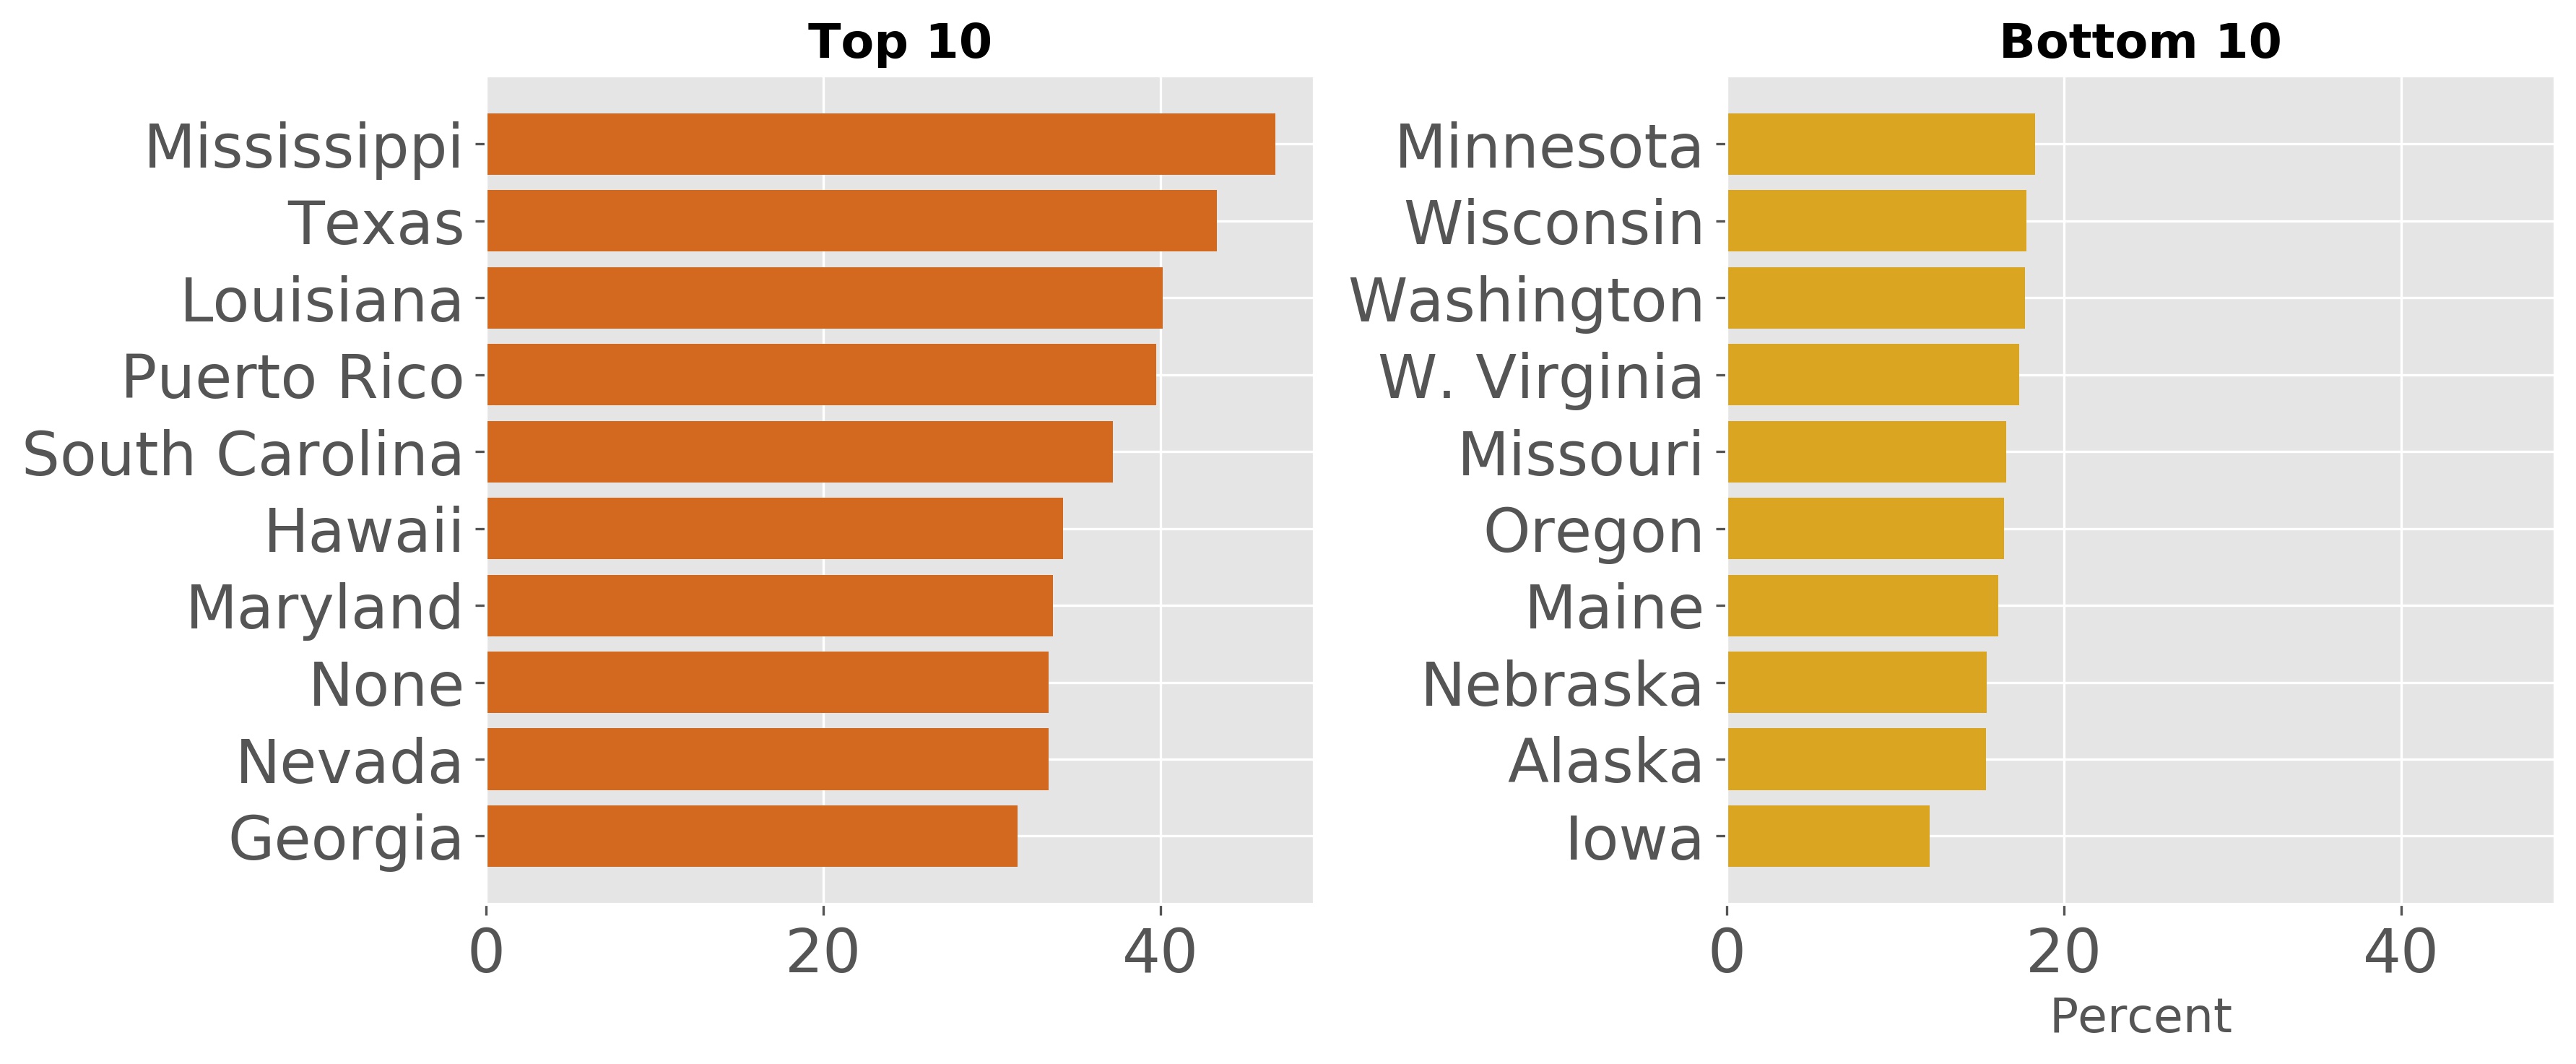 Top 10
Mississippi
Texas
Louisiana
Puerto Rico
South Carolina
Hawaii
Maryland
None
Nevada
Georgia
0 20 40
Bottom 10
Minnesota
Wisconsin
Washington
W. Virginia
Missouri
Oregon
Maine
Nebraska
Alaska
Iowa
0 20 40
Percent